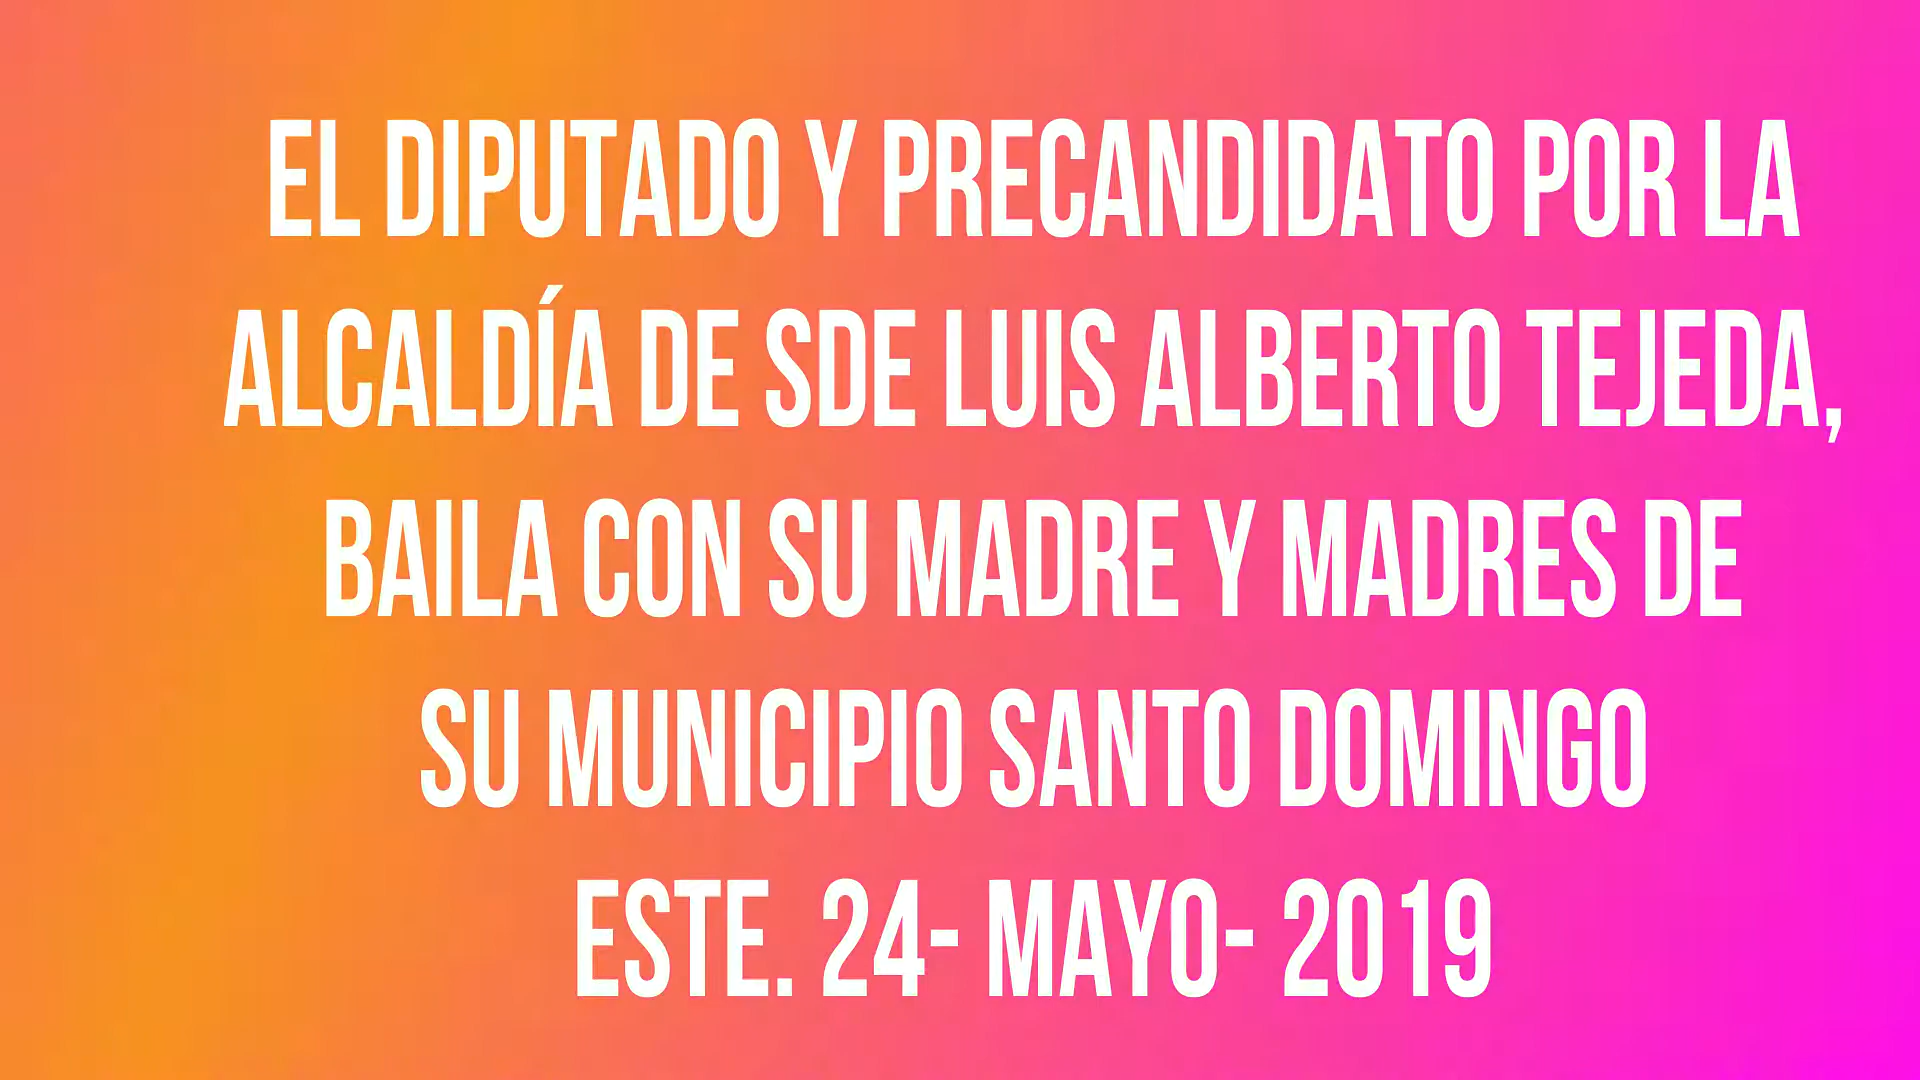 EL DIPUTADO Y PRECANDIDATO POR LA
ALCALDÍA DE SDE LUIS ALBERTO TEJEDA,
BAILA CON SU MADRE Y MADRES DE
SU MUNICIPIO SANTO DOMINGO
ESTE. 24- MAYO- 2019